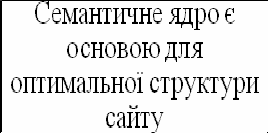 Семантичне ядро є
основою для
оптимальної структури
сайту